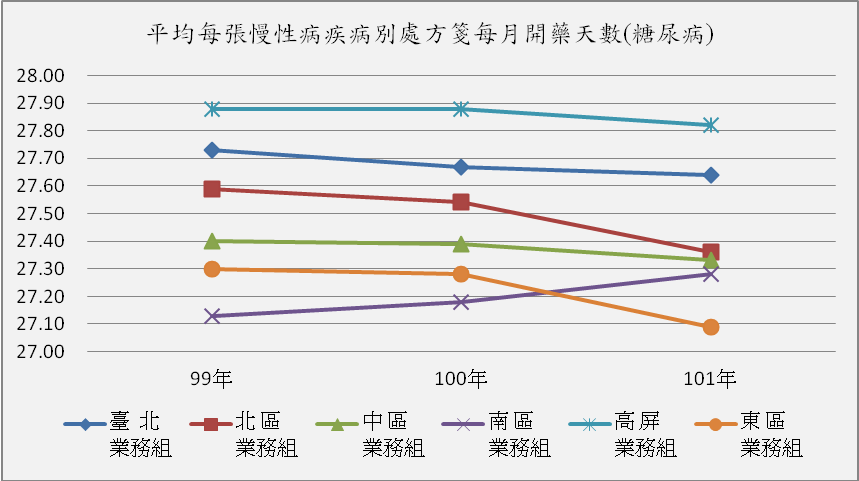 平均每張慢性病疾病別處方箋每月開藥天數(糖尿病)
28.00
27.90
27.80
27.70
27.60
27.50
27.40
27.30
27.20
27.10
27.00
99年 100年 101年
臺 北 北 區 中 區 南 區 高 屏 東 區
業務組 業務組 業務組 業務組 業務組 業務組